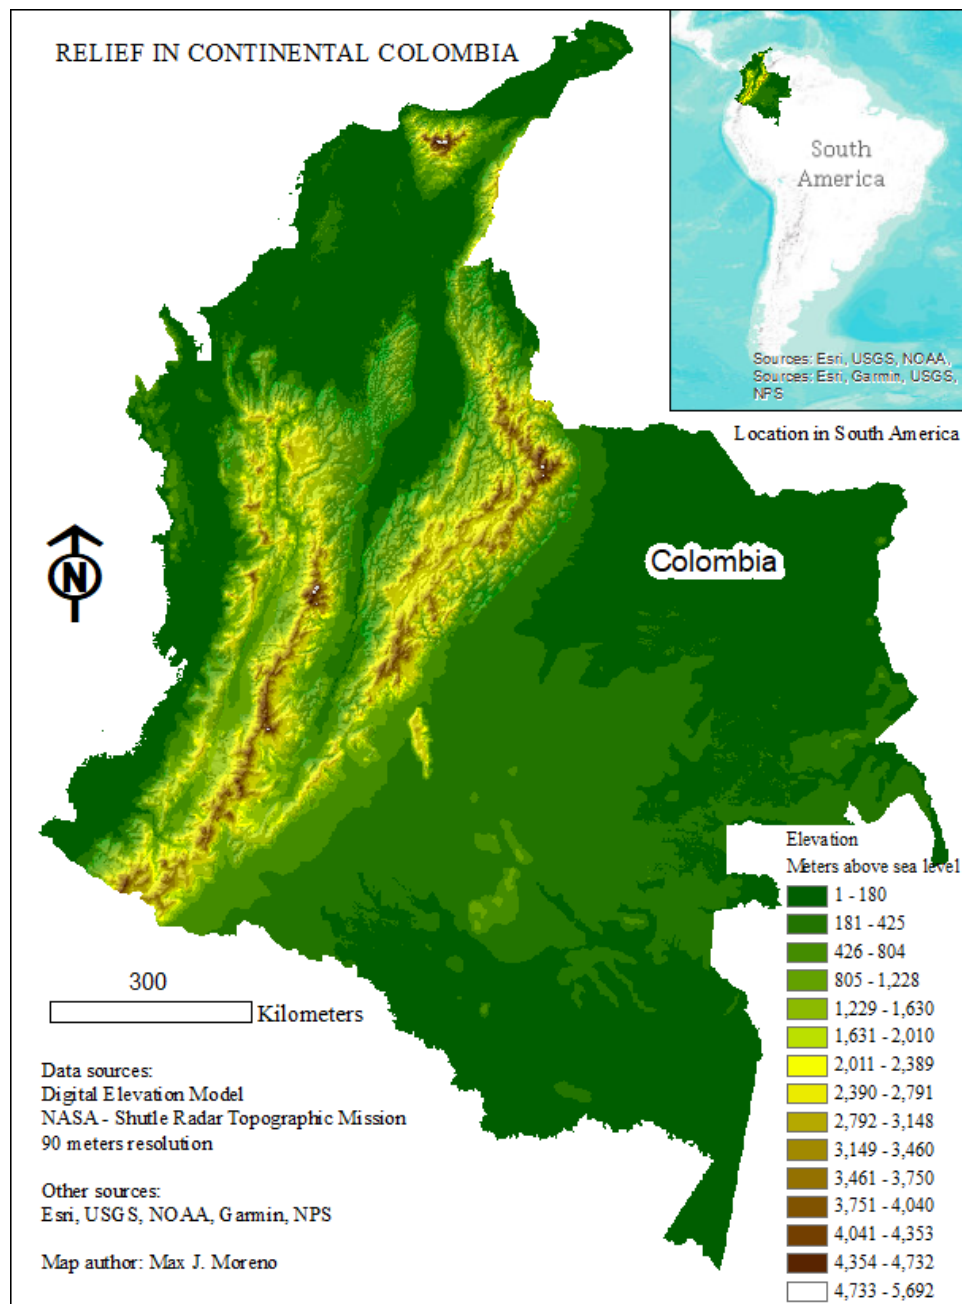 RELIEF IN CONTINENTAL COLOMBIA
South
America
Sources: Esri, USGS, NOAA,
Sources: Esri, Garmin, USGS,
NPS
Location in South America
Colombia
N
Elevation
Meters above sea level
1 - 180
181 - 425
426 - 804
805 - 1,228
1,229 - 1,630
1,631 - 2,010
2,011 - 2,389
2,390 - 2,791
2,792 - 3,148
3,149 - 3,460
3,461 - 3,750
3,751 - 4,040
4,041 - 4,353
4,354 - 4,732
4,733 - 5,692
300
Kilometers
Data sources:
Digital Elevation Model
NASA - Shutle Radar Topographic Mission
90 meters resolution
Other sources:
Esri, USGS, NOAA, Garmin, NPS
Map author: Max J. Moreno